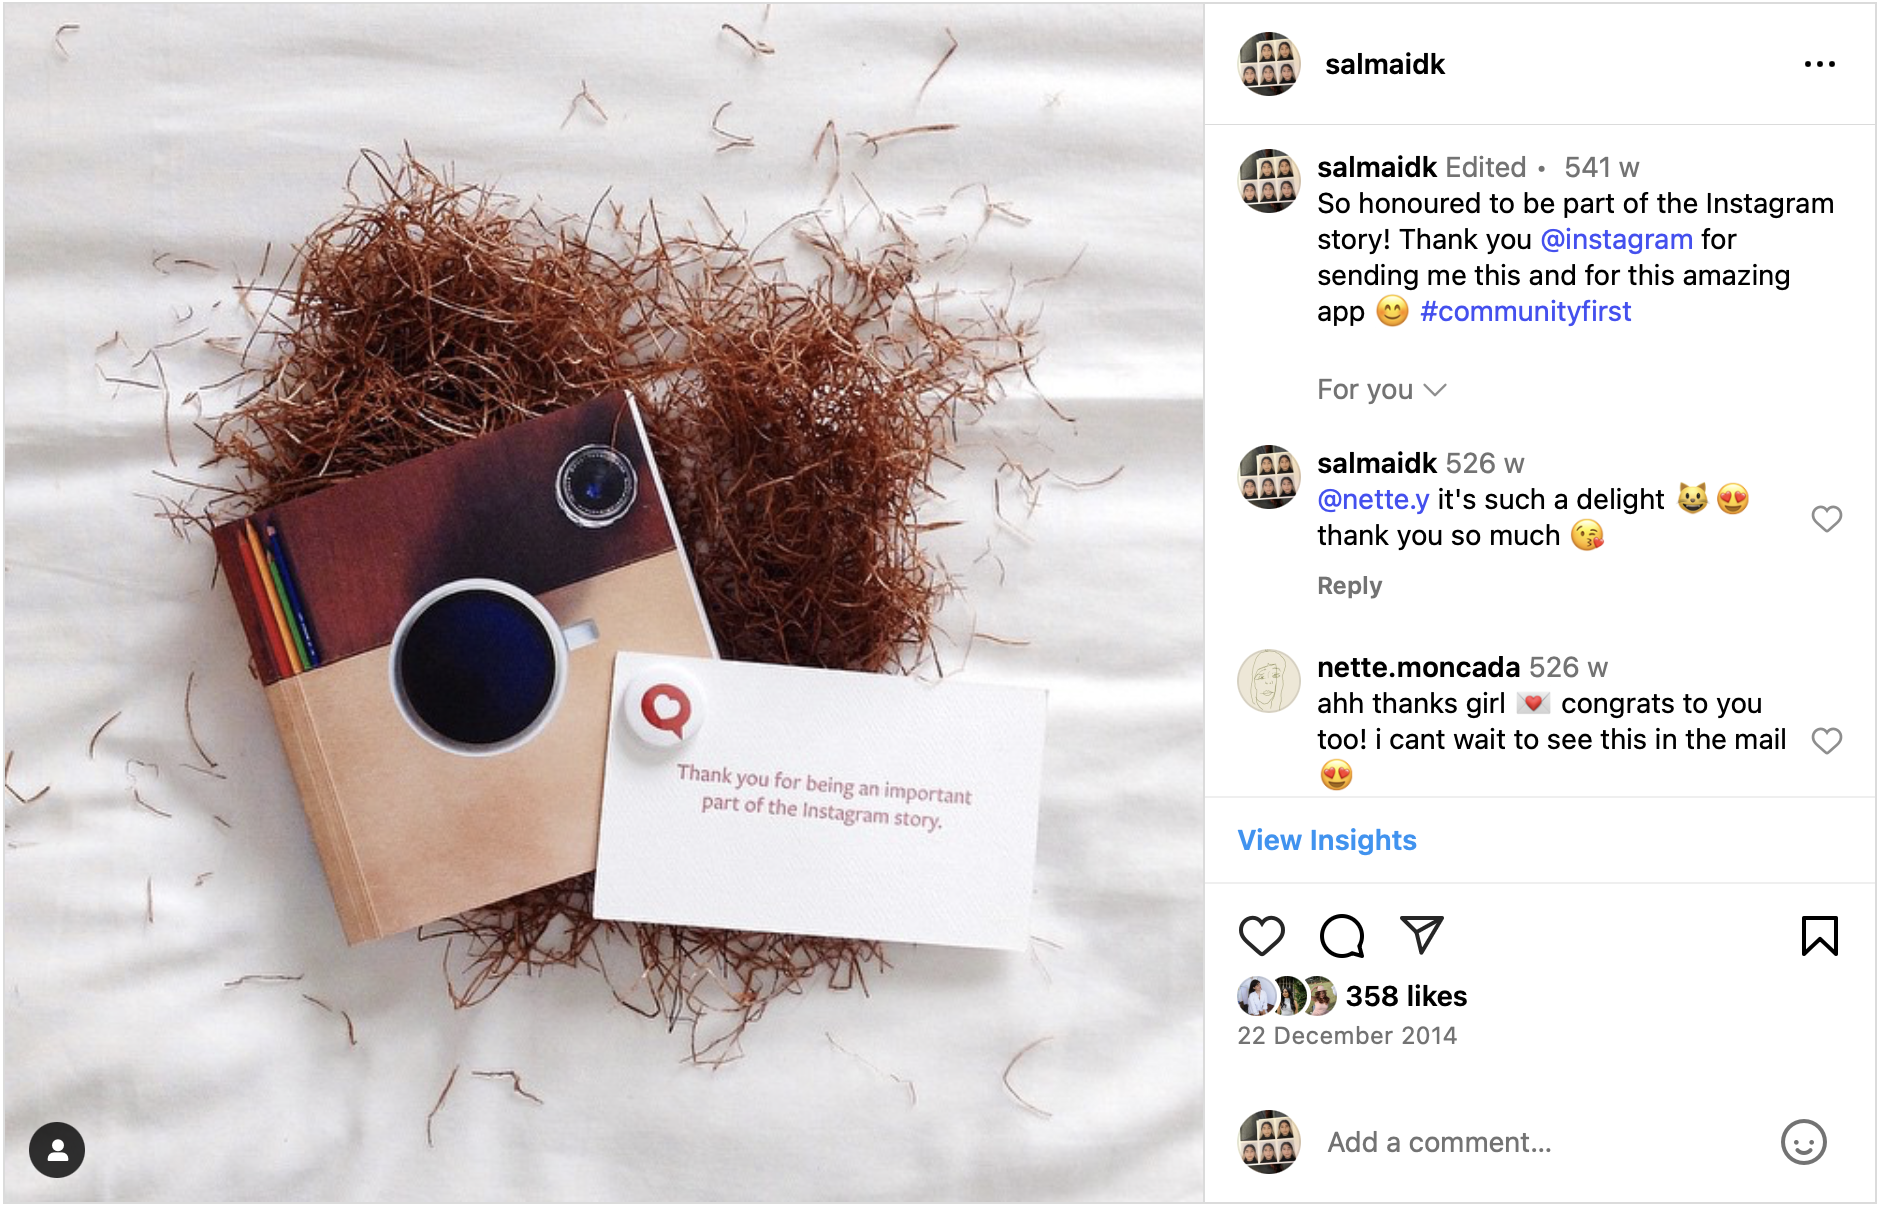 Thank you for being an important
part of the Instagram story.
salmaidk
salmaidk Edited • 541 w
So honoured to be part of the Instagram
story! Thank you @instagram for
sending me this and for this amazing
app 😊 #communityfirst
For you
salmaidk 526 w
@nette.y it's such a delight 😺😍
thank you so much 😘
Reply
nette.moncada 526 w
ahh thanks girl 💌 congrats to you
too! i cant wait to see this in the mail
😍
View Insights
358 likes
22 December 2014
Add a comment...